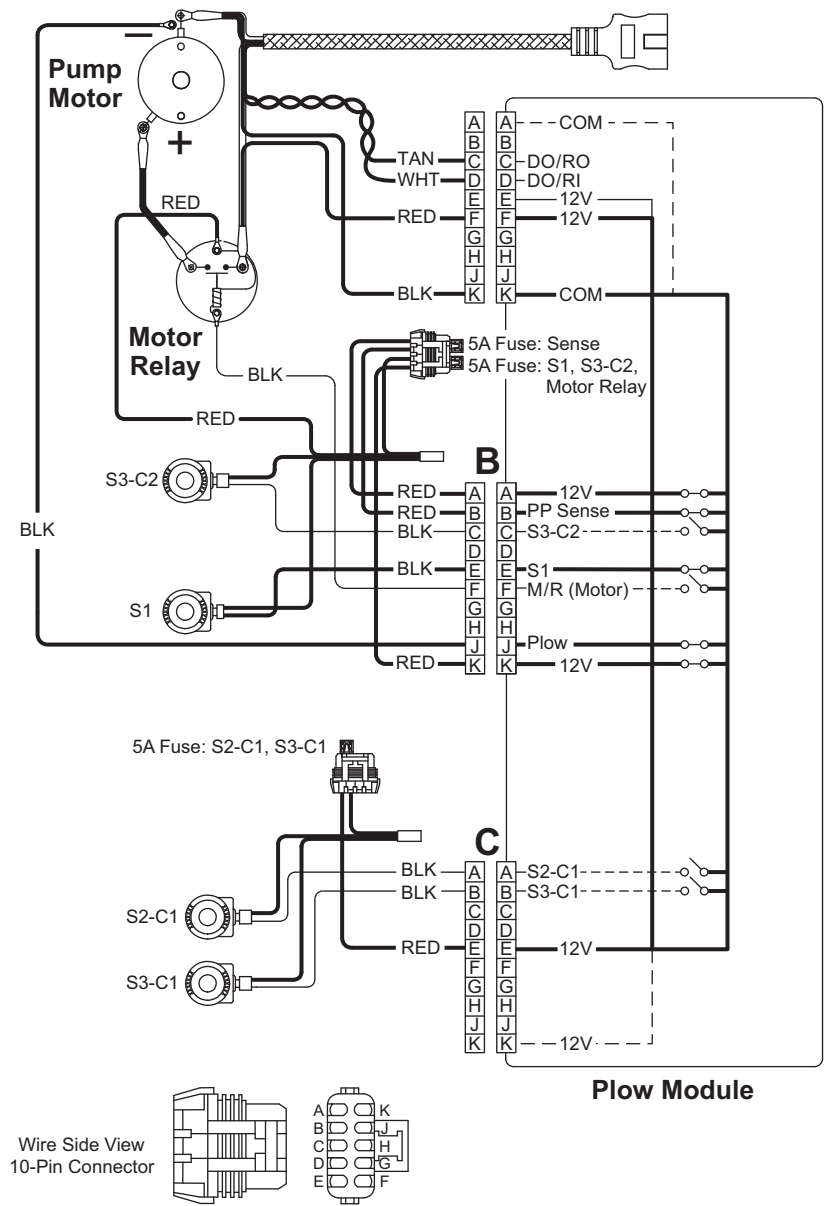 Pump
Motor
−
+
RED
Motor
Relay
TAN
WHT
RED
BLK
A
B
C
D
E
F
G
H
J
K
A
B
C
D
E
F
G
H
J
K
COM
DO/RO
DO/RI
12V
12V
COM
5A Fuse: Sense
5A Fuse: S1, S3-C2,
Motor Relay
BLK
RED
S3-C2
BLK
S1
B
RED
RED
BLK
BLK
RED
A
B
C
D
E
F
G
H
J
K
A
B
C
D
E
F
G
H
J
K
12V
PP Sense
S3-C2
S1
M/R (Motor)
Plow
12V
5A Fuse: S2-C1, S3-C1
C
S2-C1
S3-C1
BLK
BLK
RED
A
B
C
D
E
F
G
H
J
K
A
B
C
D
E
F
G
H
J
K
S2-C1
S3-C1
12V
12V
Plow Module
Wire Side View
10-Pin Connector
A K
B J
C H
D G
E F